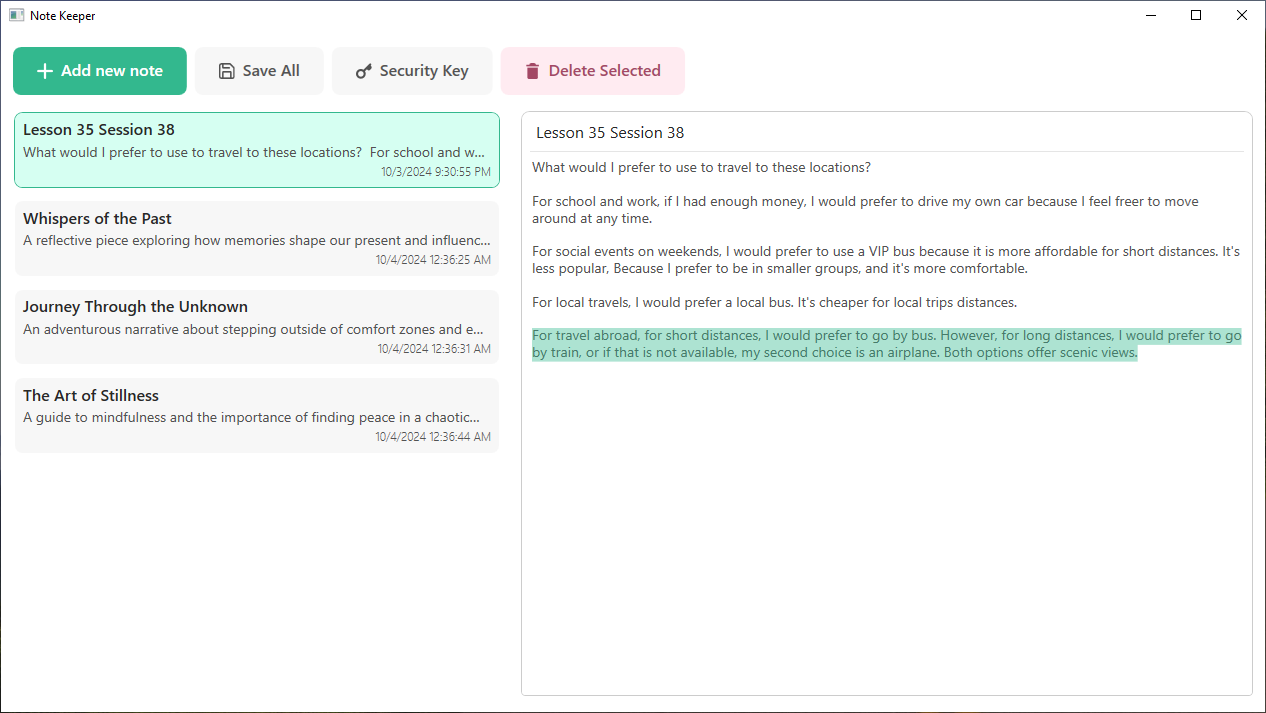 Note Keeper
Add new note
Save All
Security Key
Delete Selected
Lesson 35 Session 38
What would I prefer to use to travel to these locations?  For school and w...
10/3/2024 9:30:55 PM
Whispers of the Past
A reflective piece exploring how memories shape our present and influenc...
10/4/2024 12:36:25 AM
Journey Through the Unknown
An adventurous narrative about stepping outside of comfort zones and e...
10/4/2024 12:36:31 AM
The Art of Stillness
A guide to mindfulness and the importance of finding peace in a chaotic...
10/4/2024 12:36:44 AM
Lesson 35 Session 38
What would I prefer to use to travel to these locations?
For school and work, if I had enough money, I would prefer to drive my own car because I feel freer to move
around at any time.
For social events on weekends, I would prefer to use a VIP bus because it is more affordable for short distances. It's
less popular, Because I prefer to be in smaller groups, and it's more comfortable.
For local travels, I would prefer a local bus. It's cheaper for local trips distances.
For travel abroad, for short distances, I would prefer to go by bus. However, for long distances, I would prefer to go
by train, or if that is not available, my second choice is an airplane. Both options offer scenic views.